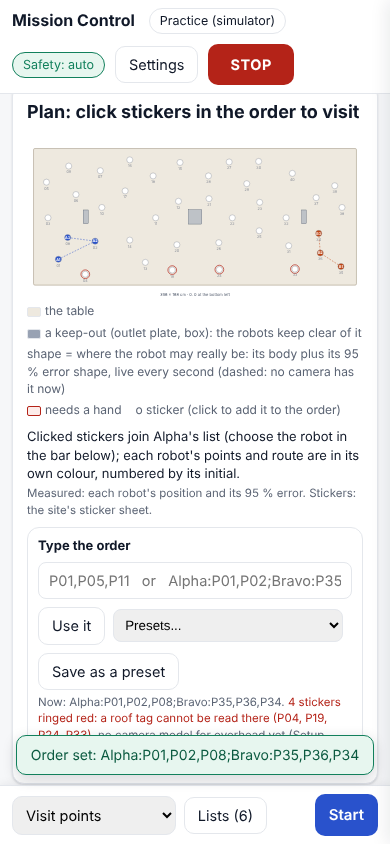 Mission Control
Practice (simulator)
Safety: auto
Settings
STOP
Plan: click stickers in the order to visit
the table
a keep-out (outlet plate, box): the robots keep clear of it
shape = where the robot may really be: its body plus its 95
% error shape, live every second (dashed: no camera has
it now)
needs a hand o sticker (click to add it to the order)
Clicked stickers join Alpha's list (choose the robot in
the bar below); each robot's points and route are in its
own colour, numbered by its initial.
Measured: each robot's position and its 95 % error. Stickers:
the site's sticker sheet.
Type the order
P01,P05,P11 or Alpha:P01,P02;Bravo:P35
Use it
Presets...
Save as a preset
Now: Alpha:P01,P02,P08;Bravo:P35,P36,P34. 4 stickers
ringed red: a roof tag cannot be read there (P04, P19,
Order set: Alpha:P01,P02,P08;Bravo:P35,P36,P34
Visit points
Lists (6)
Start